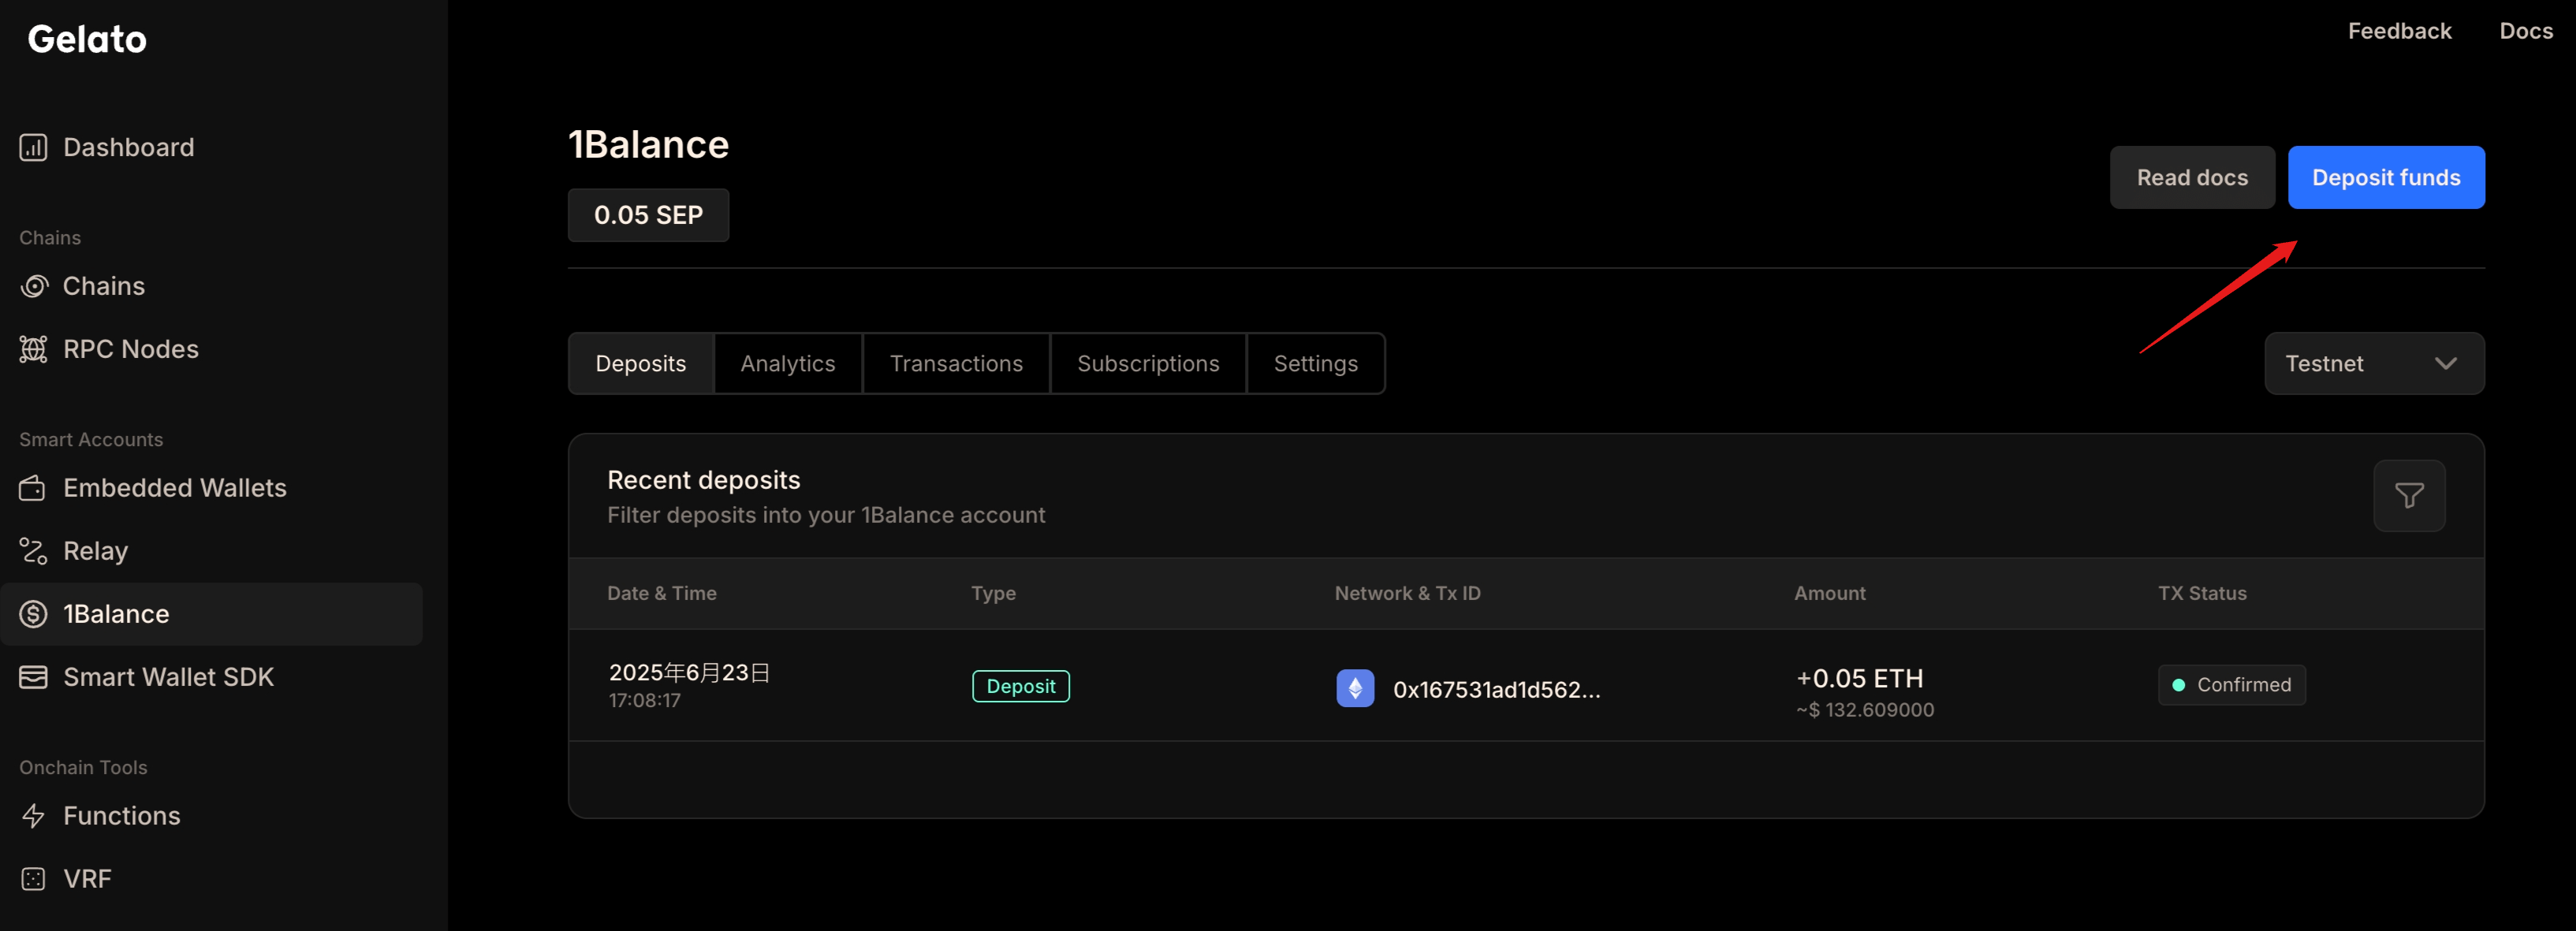 Gelato
Feedback
Docs
Dashboard
Chains
Chains
RPC Nodes
Smart Accounts
Embedded Wallets
Relay
1Balance
Smart Wallet SDK
Onchain Tools
Functions
VRF
1Balance
0.05 SEP
Read docs
Deposit funds
Deposits
Analytics
Transactions
Subscriptions
Settings
Testnet
Recent deposits
Filter deposits into your 1Balance account
Date & Time
Type
Network & Tx ID
Amount
TX Status
2025年6月23日
17:08:17
Deposit
0x167531ad1d562...
+0.05 ETH
~$ 132.609000
Confirmed